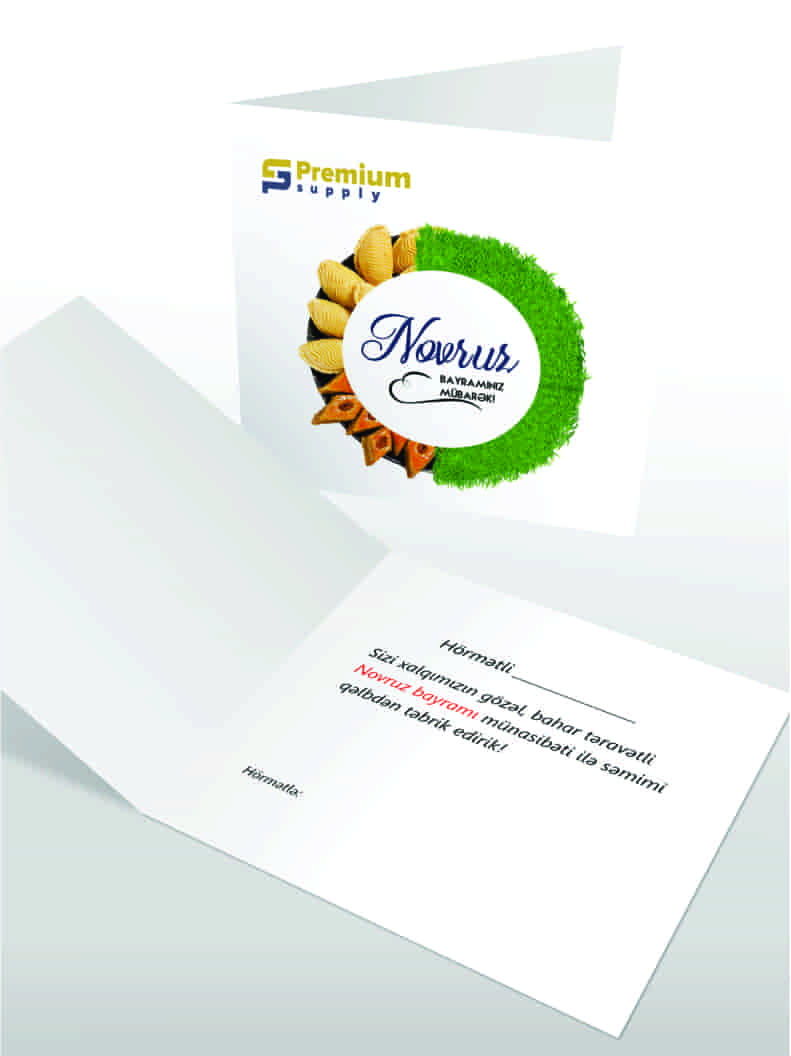 Premium
supply
Novruz
BAYRAMINIZ
MÜBARƏK!
Hörmətli
Sizi xalqımızın gözəl, bahar təravətli
Novruz bayramı münasibəti ilə səmimi
qəlbdən təbrik edirik!
Hörmətlə: